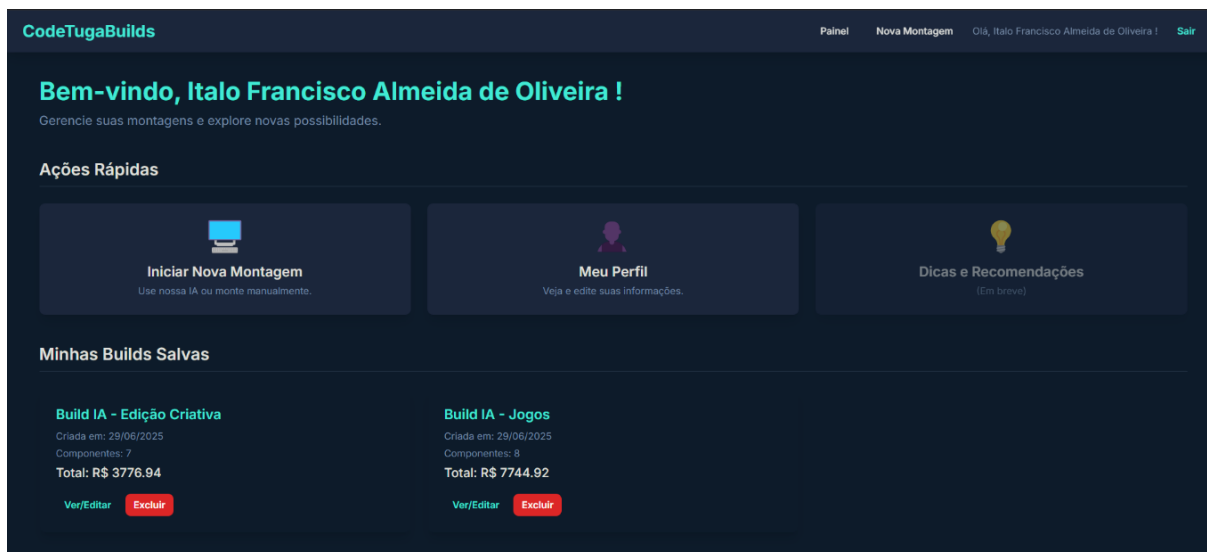 CodeTugaBuilds
Painel Nova Montagem Olá, Italo Francisco Almeida de Oliveira ! Sair
Bem-vindo, Italo Francisco Almeida de Oliveira !
Gerencie suas montagens e explore novas possibilidades.
Ações Rápidas
Iniciar Nova Montagem
Use nossa IA ou monte manualmente.
Meu Perfil
Veja e edite suas informações.
Dicas e Recomendações
(Em breve)
Minhas Builds Salvas
Build IA - Edição Criativa
Criada em: 29/06/2025
Componentes: 7
Total: R$ 3776.94
Ver/Editar Excluir
Build IA - Jogos
Criada em: 29/06/2025
Componentes: 8
Total: R$ 7744.92
Ver/Editar Excluir